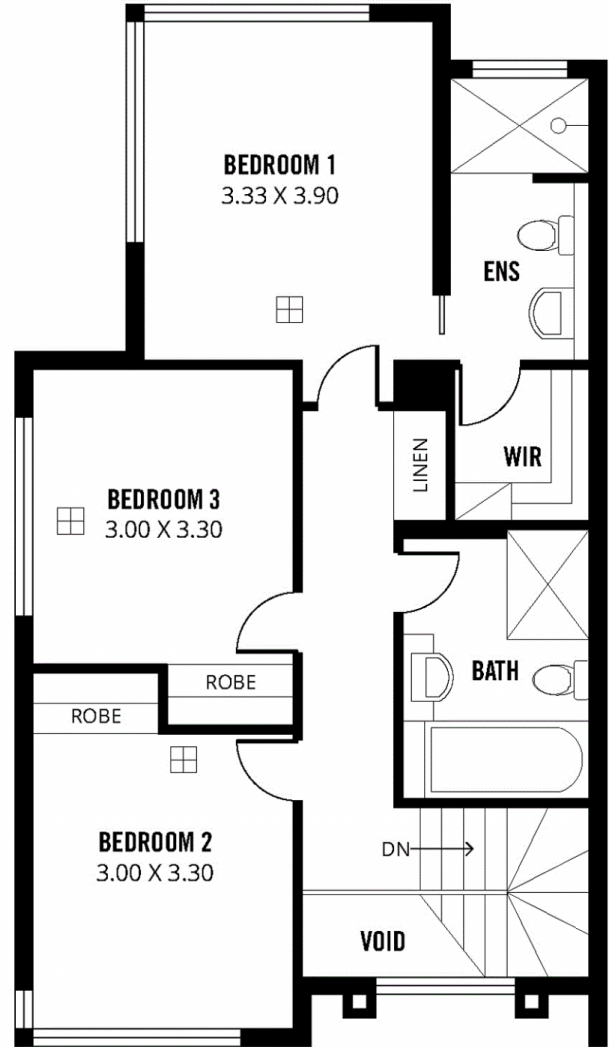 BEDROOM 1
3.33 X 3.90
ENS
WIR
LINEN
BEDROOM 3
3.00 X 3.30
BATH
ROBE
ROBE
BEDROOM 2
3.00 X 3.30
DN
VOID